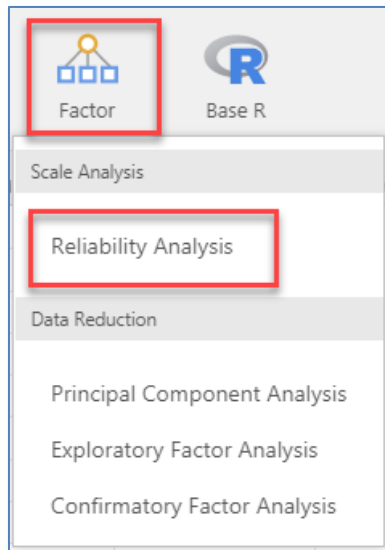 Factor
Base R
Scale Analysis
Reliability Analysis
Data Reduction
Principal Component Analysis
Exploratory Factor Analysis
Confirmatory Factor Analysis